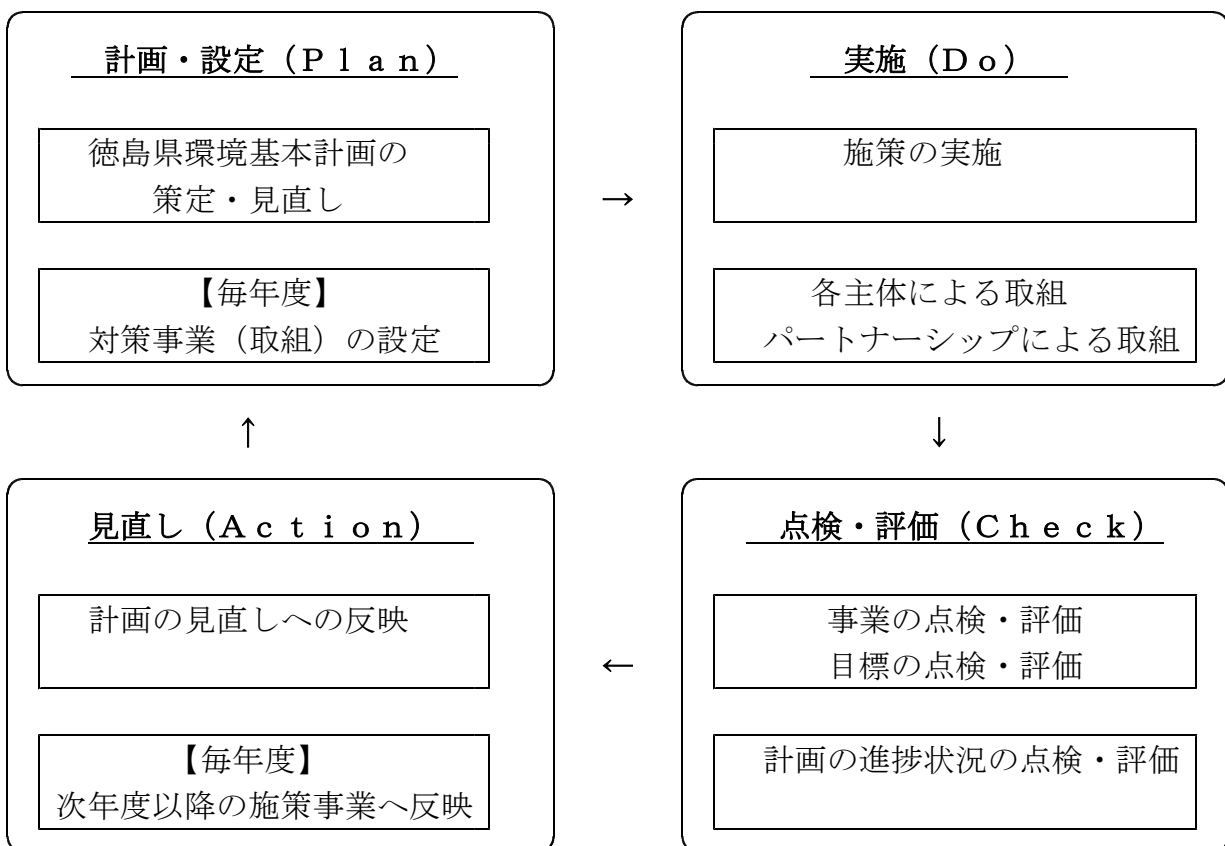 計画・設定（Ｐｌａｎ）
徳島県環境基本計画の
策定・見直し
【毎年度】
対策事業（取組）の設定
→
実施（Ｄｏ）
施策の実施
各主体による取組
パートナーシップによる取組
↑
↓
見直し（Ａｃｔｉｏｎ）
計画の見直しへの反映
【毎年度】
次年度以降の施策事業へ反映
←
点検・評価（Ｃｈｅｃｋ）
事業の点検・評価
目標の点検・評価
計画の進捗状況の点検・評価